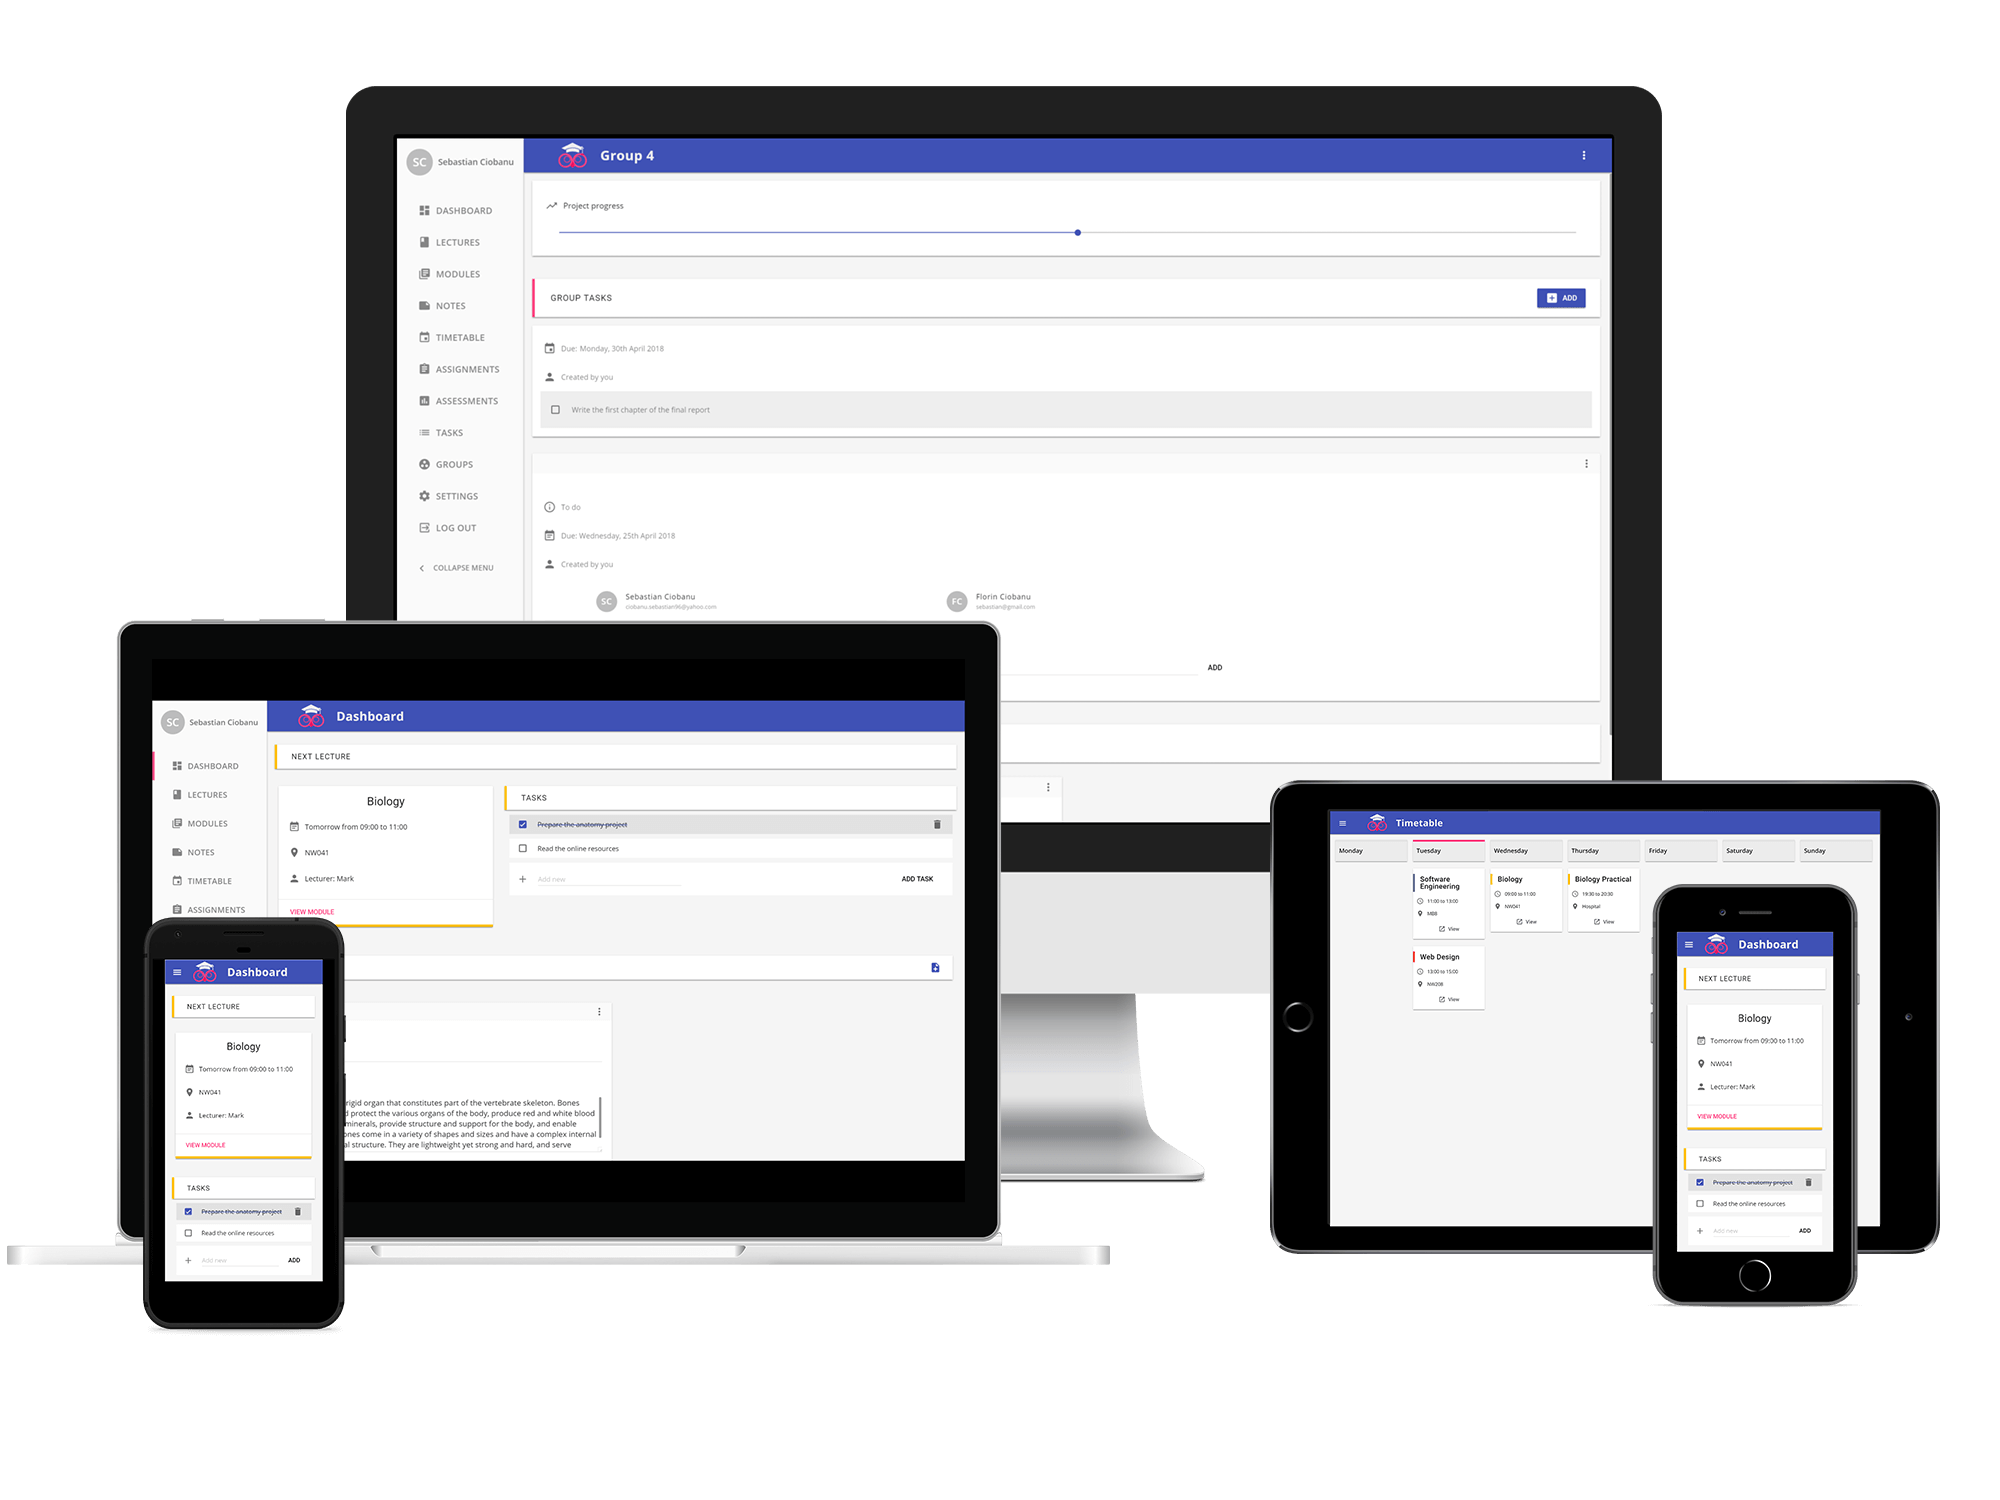 SC Sebastian Ciobanu
Group 4
DASHBOARD
LECTURES
MODULES
NOTES
TIMETABLE
ASSIGNMENTS
ASSESSMENTS
TASKS
GROUPS
SETTINGS
LOG OUT
COLLAPSE MENU
Project progress
GROUP TASKS
ADD
Due: Monday, 30th April 2018
Created by you
Write the first chapter of the final report
To do
Due: Wednesday, 25th April 2018
Created by you
SC Sebastian Ciobanu
ciobanu.sebastian96@yahoo.com
FC Florin Ciobanu
sebastian@gmail.com
ADD
SC Sebastian Ciobanu
Dashboard
DASHBOARD
LECTURES
MODULES
NOTES
TIMETABLE
ASSIGNMENTS
NEXT LECTURE
Biology
Tomorrow from 09:00 to 11:00
NW041
Lecturer: Mark
VIEW MODULE
TASKS
Prepare the anatomy project
Read the online resources
Add new
ADD TASK
rigid organ that constitutes part of the vertebrate skeleton. Bones
protect the various organs of the body, produce red and white blood
minerals, provide structure and support for the body, and enable
ones come in a variety of shapes and sizes and have a complex internal
al structure. They are lightweight yet strong and hard, and serve
Dashboard
NEXT LECTURE
Biology
Tomorrow from 09:00 to 11:00
NW041
Lecturer: Mark
VIEW MODULE
TASKS
Prepare the anatomy project
Read the online resources
Add new
ADD
Timetable
Monday
Tuesday
Wednesday
Thursday
Friday
Saturday
Sunday
Software
Engineering
11:00 to 13:00
MB8
View
Web Design
13:00 to 15:00
NW208
View
Biology
09:00 to 11:00
NW041
View
Biology Practical
19:30 to 20:30
Hospital
View
Dashboard
NEXT LECTURE
Biology
Tomorrow from 09:00 to 11:00
NW041
Lecturer: Mark
VIEW MODULE
TASKS
Prepare the anatomy project
Read the online resources
Add new
ADD